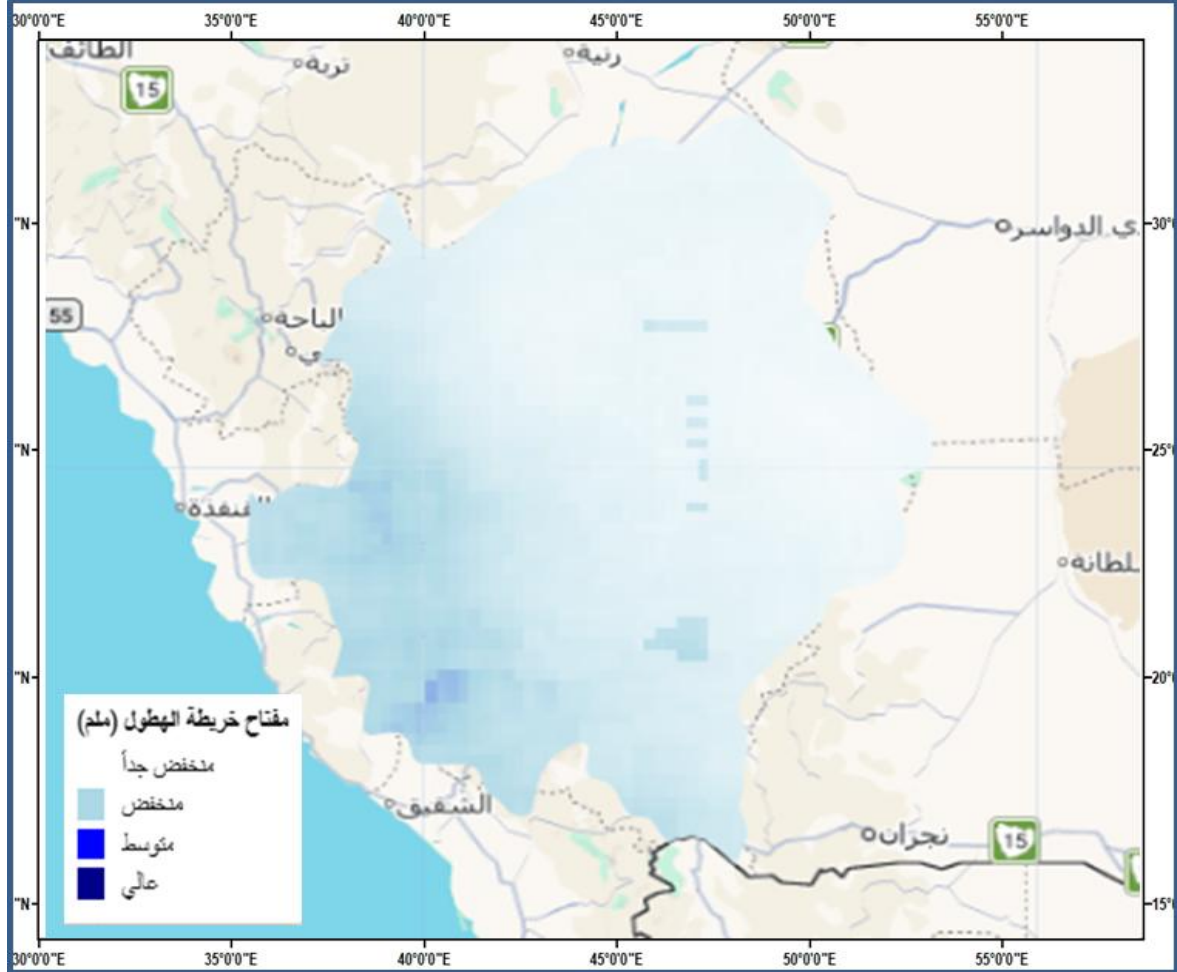 30°0'0"E 35°0'0"E 40°0'0"E 45°0'0"E 50°0'0"E 55°0'0"E
الطائف
تربة
رنية
15
"N
30°
ي الدواسر
55
الباحة
ي
"N
25°
القنفذة
لطانة
"N
20°
مفتاح خريطة الهطول (ملم)
منخفض جداً
منخفض
متوسط
عالي
الشقيق
نجران
15
"N
15°
30°0'0"E 35°0'0"E 40°0'0"E 45°0'0"E 50°0'0"E 55°0'0"E